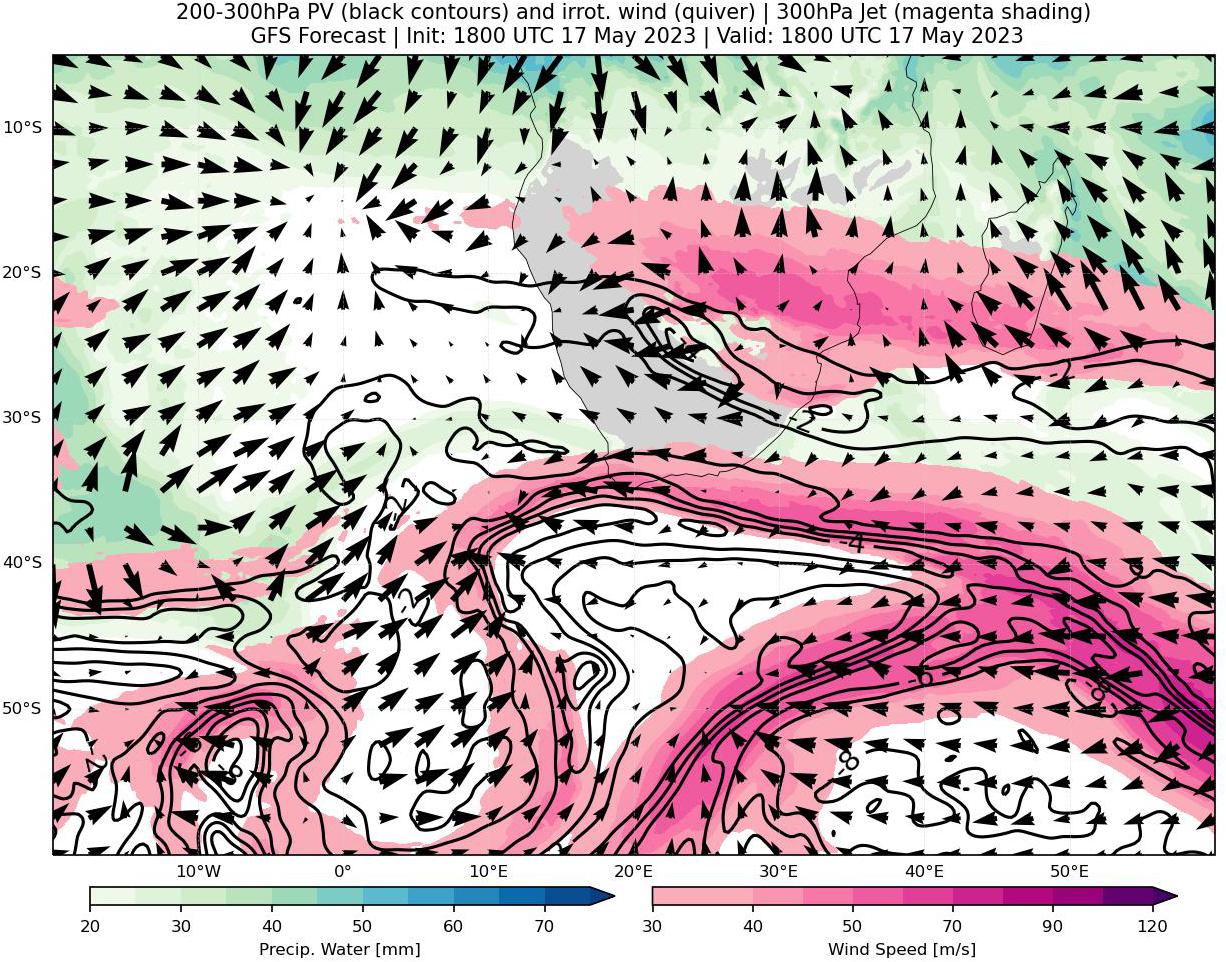 200-300hPa PV (black contours) and irrot. wind (quiver) | 300hPa Jet (magenta shading)
GFS Forecast | Init: 1800 UTC 17 May 2023 | Valid: 1800 UTC 17 May 2023
10°S
20°S
30°S
-4
40°S
-6
-8
50°S
-8
10°W
0°
10°E
20°E
30°E
40°E
50°E
20
30
40
50
60
70
30
40
50
70
90
120
Precip. Water [mm]
Wind Speed [m/s]